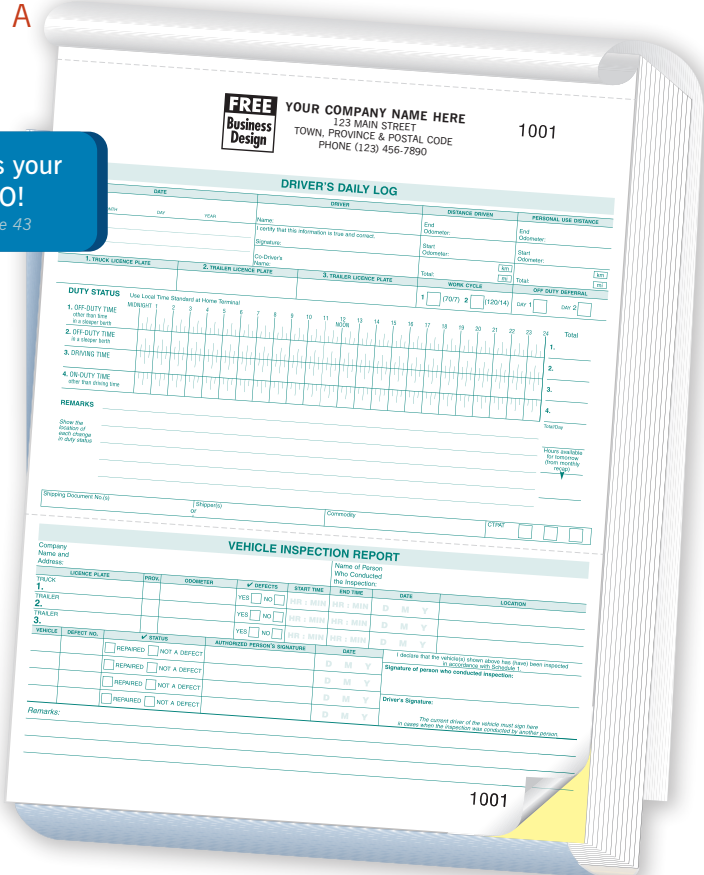 A
s your
O!
e 43
FREE
Business
Design
YOUR COMPANY NAME HERE
123 MAIN STREET
TOWN, PROVINCE & POSTAL CODE
PHONE (123) 456-7890
1001
DRIVER'S DAILY LOG
DATE
DAY YEAR
DRIVER
Name:
I certify that this information is true and correct.
Signature:
Co-Driver's
Name:
DISTANCE DRIVEN
End
Odometer:
Start
Odometer:
Total:
km
mi
PERSONAL USE DISTANCE
End
Odometer:
Start
Odometer:
Total:
km
mi
1. TRUCK LICENCE PLATE
2. TRAILER LICENCE PLATE
3. TRAILER LICENCE PLATE
WORK CYCLE
1 (70/7) 2 (120/14)
OFF DUTY DEFERRAL
DAY 1 DAY 2
DUTY STATUS Use Local Time Standard at Home Terminal
MIDNIGHT 1 2 3 4 5 6 7 8 9 10 11 12 13 14 15 16 17 18 19 20 21 22 23 24 Total
NOON
1. OFF-DUTY TIME
other than time
in a sleeper berth
1.
2. OFF-DUTY TIME
in a sleeper berth
2.
3. DRIVING TIME
3.
4. ON-DUTY TIME
other than driving time
4.
Total/Day
REMARKS
Show the
location of
each change
in duty status
Hours available
for tomorrow
(from monthly
recap)
Shipping Document No.(s)
Shipper(s)
or
Commodity
CTPAT
VEHICLE INSPECTION REPORT
Company
Name and
Address:
Name of Person
Who Conducted
the Inspection:
LICENCE PLATE PROV. ODOMETER ✓ DEFECTS START TIME END TIME DATE LOCATION
TRUCK
1.
YES NO HR : MIN HR : MIN D M Y
TRAILER
2.
YES NO HR : MIN HR : MIN D M Y
TRAILER
3.
YES NO HR : MIN HR : MIN D M Y
VEHICLE DEFECT NO. ✓ STATUS AUTHORIZED PERSON'S SIGNATURE DATE
REPAIRED NOT A DEFECT D M Y
REPAIRED NOT A DEFECT D M Y
REPAIRED NOT A DEFECT D M Y
REPAIRED NOT A DEFECT D M Y
I declare that the vehicle(s) shown above has (have) been inspected
in accordance with Schedule 1.
Signature of person who conducted inspection:
Driver's Signature:
The current driver of the vehicle must sign here
in cases when the inspection was conducted by another person.
Remarks:
1001